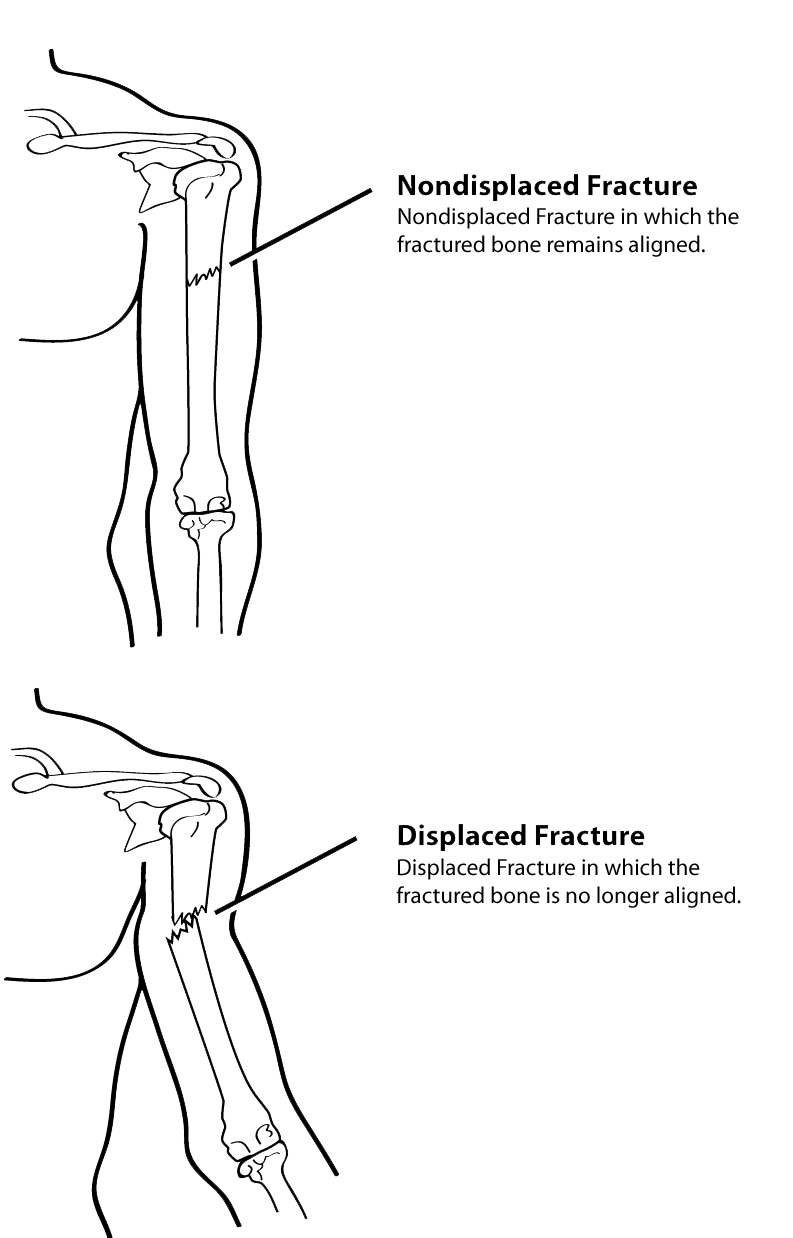 Nondisplaced Fracture
Nondisplaced Fracture in which the
fractured bone remains aligned.
Displaced Fracture
Displaced Fracture in which the
fractured bone is no longer aligned.